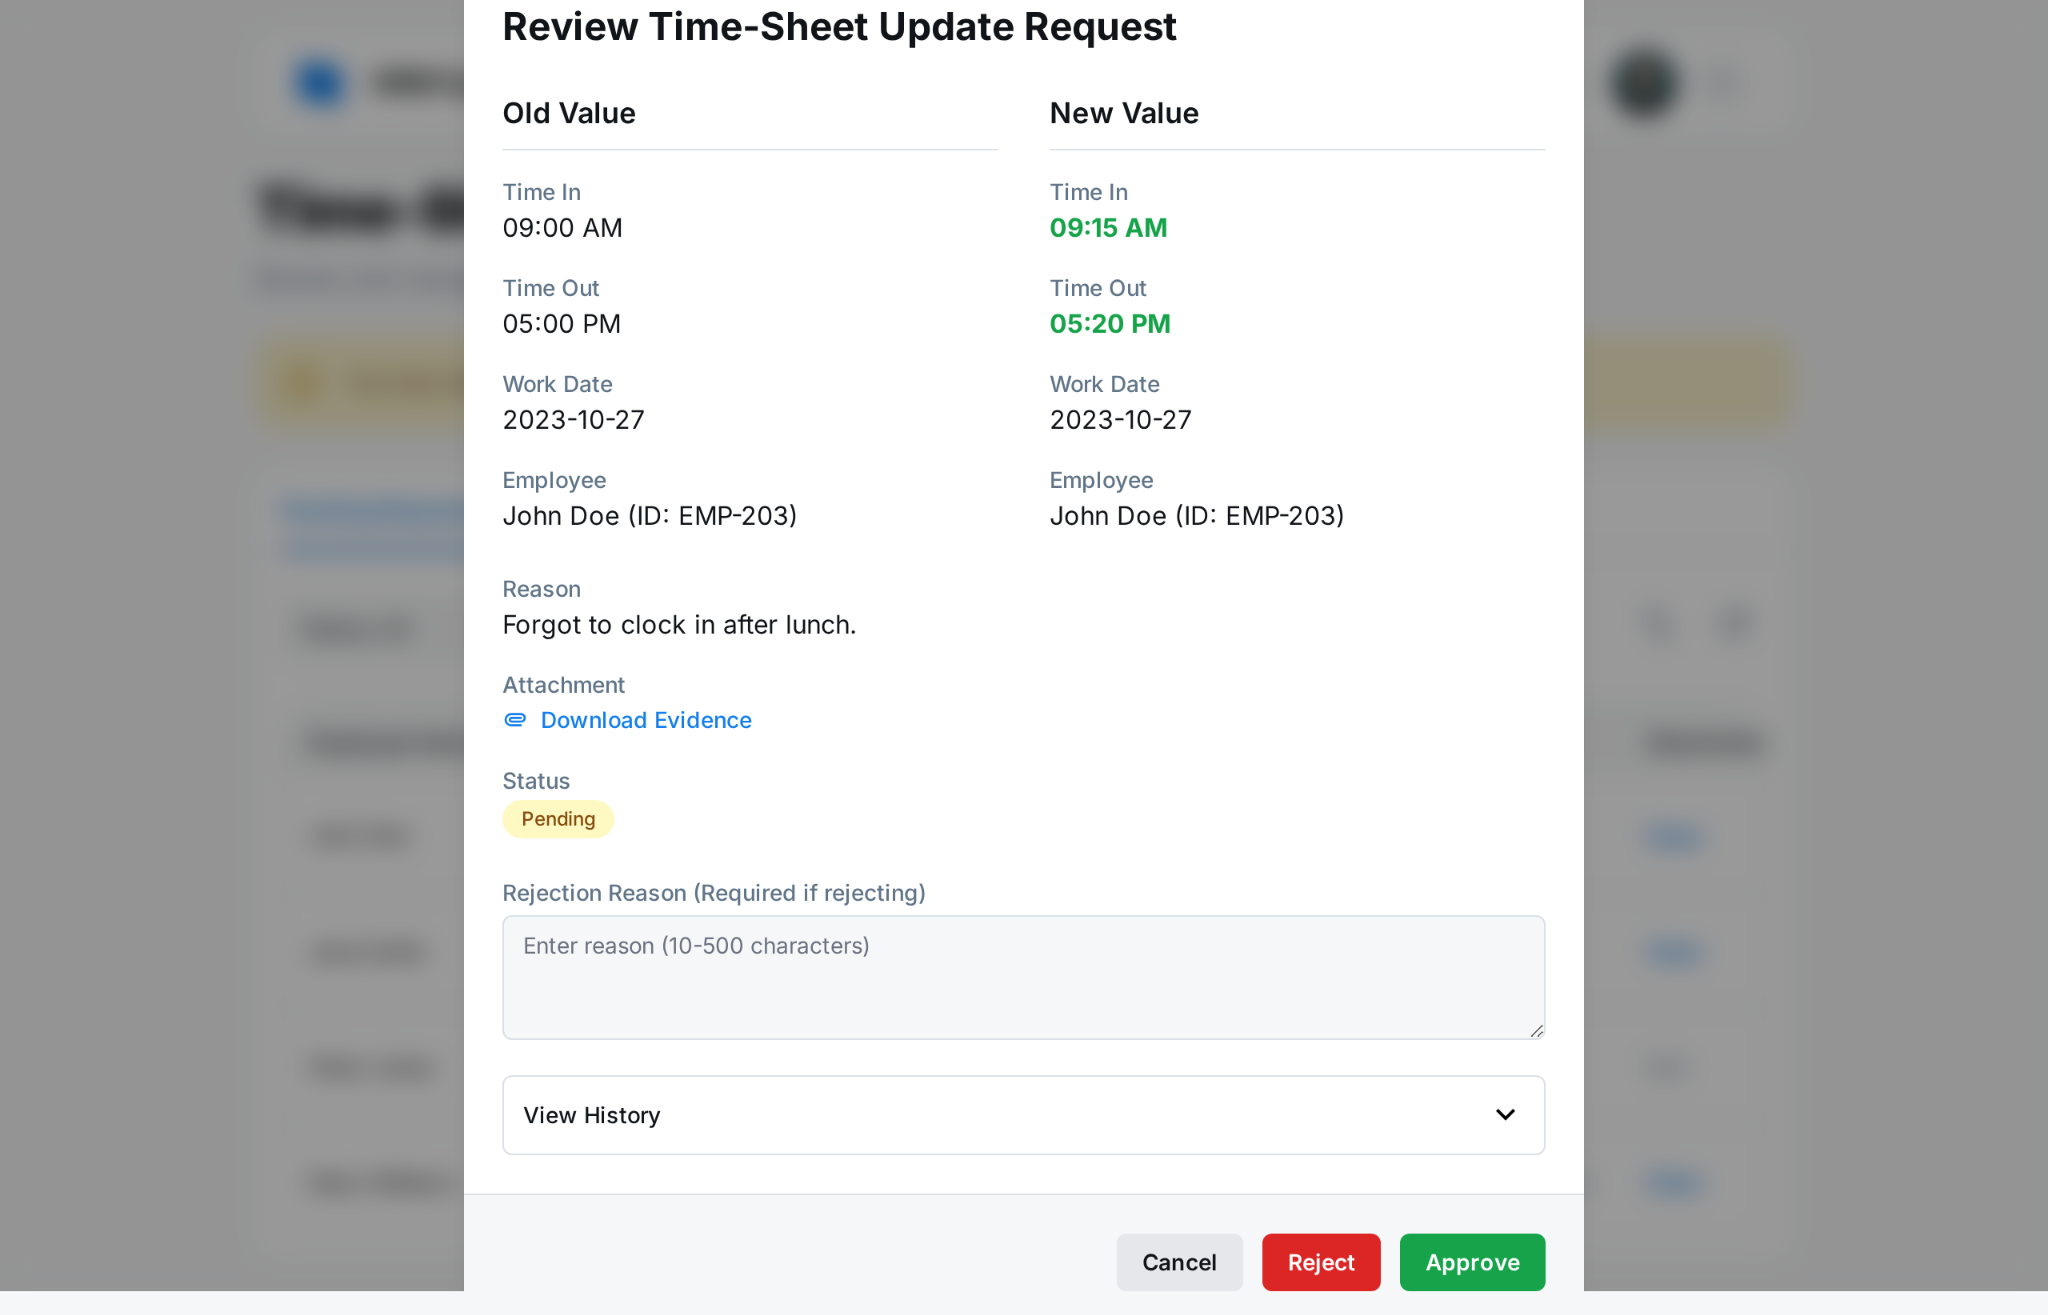 Review Time-Sheet Update Request
Old Value
Time In
09:00 AM
Time Out
05:00 PM
Work Date
2023-10-27
Employee
John Doe (ID: EMP-203)
New Value
Time In
09:15 AM
Time Out
05:20 PM
Work Date
2023-10-27
Employee
John Doe (ID: EMP-203)
Reason
Forgot to clock in after lunch.
Attachment
Download Evidence
Status
Pending
Rejection Reason (Required if rejecting)
Enter reason (10-500 characters)
View History
Cancel
Reject
Approve